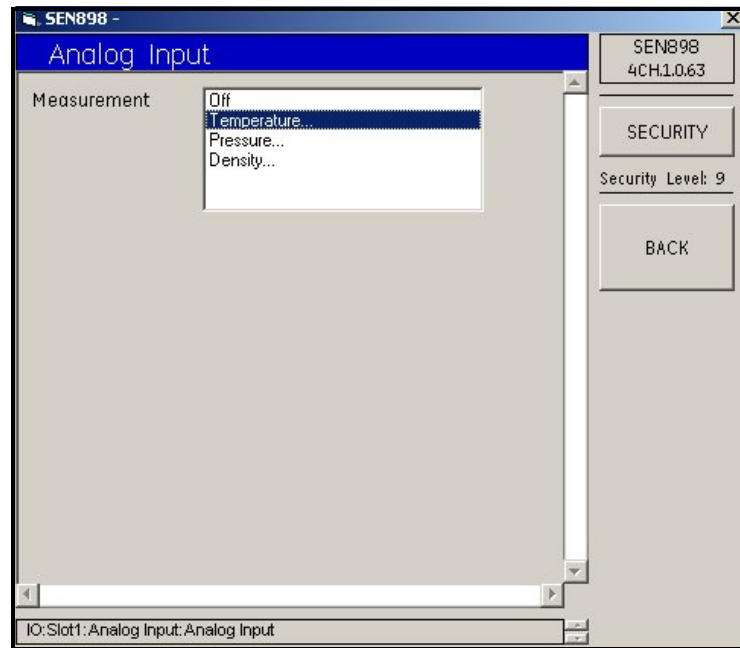 SEN898 -
Analog Input
SEN898
4CH.1.0.63
Measurement
Off
Temperature...
Pressure...
Density...
SECURITY
Security Level: 9
BACK
IO:Slot1:Analog Input:Analog Input